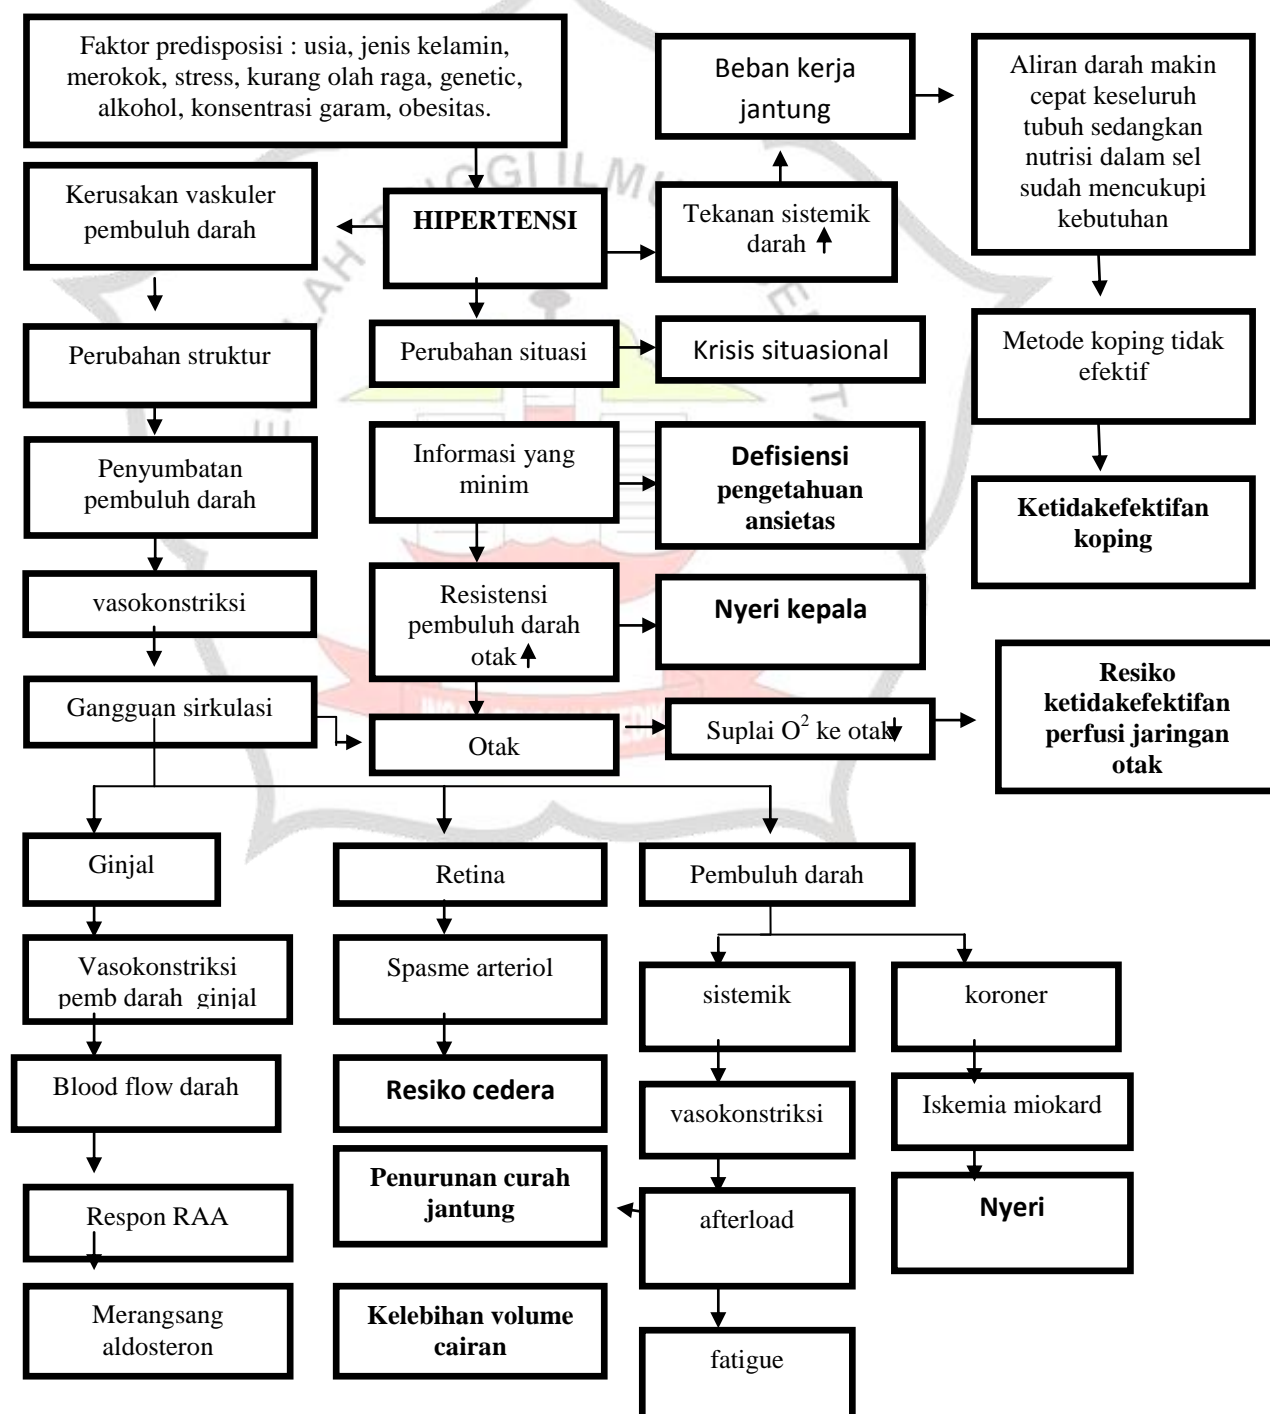 Faktor predisposisi : usia, jenis kelamin,
merokok, stress, kurang olah raga, genetic,
alkohol, konsentrasi garam, obesitas.
Beban kerja
jantung
Aliran darah makin
cepat keseluruh
tubuh sedangkan
nutrisi dalam sel
sudah mencukupi
kebutuhan
Kerusakan vaskuler
pembuluh darah
HIPERTENSI
Tekanan sistemik
darah
Perubahan struktur
Perubahan situasi
Krisis situasional
Metode koping tidak
efektif
Penyumbatan
pembuluh darah
Informasi yang
minim
Defisiensi
pengetahuan
ansietas
Ketidakefektifan
koping
vasokonstriksi
Resistensi
pembuluh darah
otak
Nyeri kepala
Resiko
ketidakefektifan
perfusi jaringan
otak
Gangguan sirkulasi
Otak
Suplai O² ke otak
Ginjal
Retina
Pembuluh darah
Vasokonstriksi
pemb darah ginjal
Spasme arteriol
sistemik
koroner
Blood flow darah
Resiko cedera
vasokonstriksi
Iskemia miokard
Respon RAA
Penurunan curah
jantung
afterload
Nyeri
Merangsang
aldosteron
Kelebihan volume
cairan
fatigue